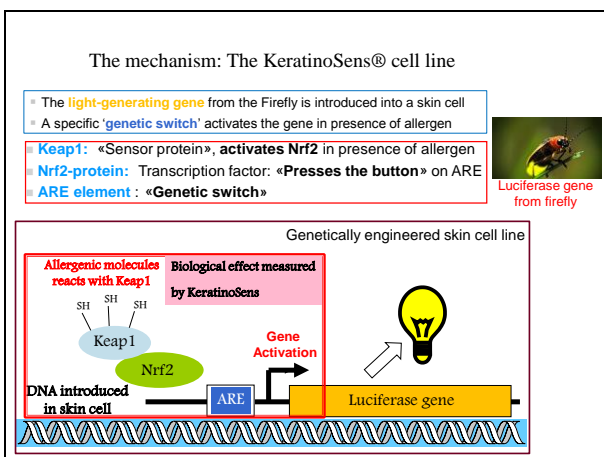 The mechanism: The KeratinoSens® cell line
The light-generating gene from the Firefly is introduced into a skin cell
A specific ‘genetic switch’ activates the gene in presence of allergen
Keap1: «Sensor protein», activates Nrf2 in presence of allergen
Nrf2-protein: Transcription factor: «Presses the button» on ARE
ARE element : «Genetic switch»
Luciferase gene
from firefly
Genetically engineered skin cell line
Allergenic molecules
reacts with Keap1
Biological effect measured
by KeratinoSens
SH
SH
SH
Keap1
Nrf2
Gene
Activation
DNA introduced
in skin cell
ARE
Luciferase gene